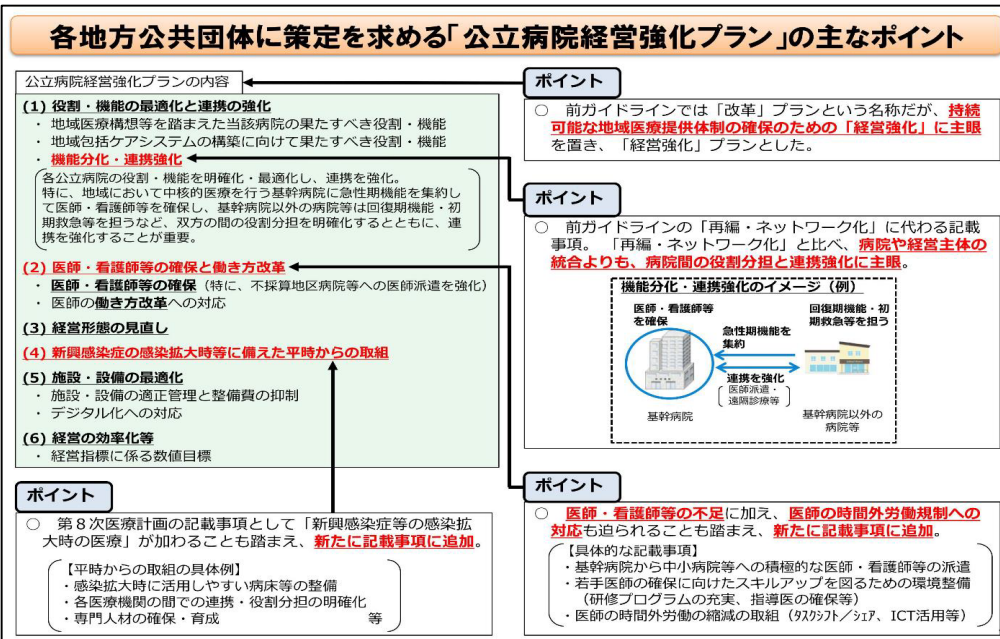 各地方公共団体に策定を求める「公立病院経営強化プラン」の主なポイント
公立病院経営強化プランの内容
(1) 役割・機能の最適化と連携の強化
・ 地域医療構想等を踏まえた当該病院の果たすべき役割・機能
・ 地域包括ケアシステムの構築に向けて果たすべき役割・機能
・ 機能分化・連携強化
各公立病院の役割・機能を明確化・最適化し、連携を強化。
特に、地域において中核的医療を行う基幹病院に急性期機能を集約し
て医師・看護師等を確保し、基幹病院以外の病院等は回復期機能・初
期救急等を担うなど、双方の間の役割分担を明確化するとともに、連
携を強化することが重要。
(2) 医師・看護師等の確保と働き方改革
・ 医師・看護師等の確保（特に、不採算地区病院等への医師派遣を強化）
・ 医師の働き方改革への対応
(3) 経営形態の見直し
(4) 新興感染症の感染拡大時等に備えた平時からの取組
(5) 施設・設備の最適化
・ 施設・設備の適正管理と整備費の抑制
・ デジタル化への対応
(6) 経営の効率化等
・ 経営指標に係る数値目標
ポイント
○ 前ガイドラインでは「改革」プランという名称だが、持続
可能な地域医療提供体制の確保のための「経営強化」に主眼
を置き、「経営強化」プランとした。
ポイント
○ 前ガイドラインの「再編・ネットワーク化」に代わる記載
事項。 「再編・ネットワーク化」と比べ、病院や経営主体の
統合よりも、病院間の役割分担と連携強化に主眼。
機能分化・連携強化のイメージ（例）
医師・看護師等
を確保
急性期機能を
集約
回復期機能・初
期救急等を担う
連携を強化
医師派遣・
遠隔診療等
基幹病院
基幹病院以外の
病院等
ポイント
○ 第８次医療計画の記載事項として「新興感染症等の感染拡
大時の医療」が加わることも踏まえ、新たに記載事項に追加。
【平時からの取組の具体例】
・感染拡大時に活用しやすい病床等の整備
・各医療機関の間での連携・役割分担の明確化
・専門人材の確保・育成 等
ポイント
○ 医師・看護師等の不足に加え、医師の時間外労働規制への
対応も迫られることも踏まえ、新たに記載事項に追加。
【具体的な記載事項】
・基幹病院から中小病院等への積極的な医師・看護師等の派遣
・若手医師の確保に向けたスキルアップを図るための環境整備
（研修プログラムの充実、指導医の確保等）
・医師の時間外労働の縮減の取組（ﾀｽｸｼﾌﾄ／ｼｪｱ、ICT活用等）